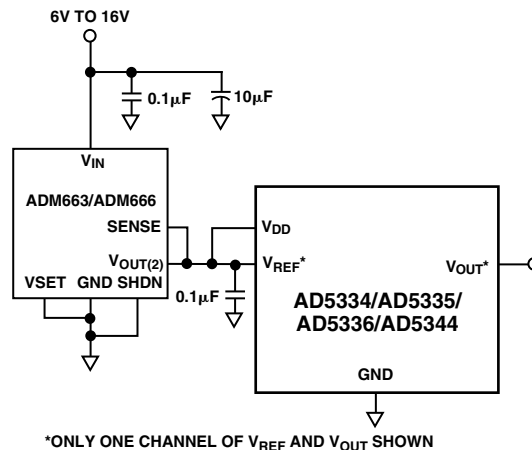 6V TO 16V
0.1µF
10µF
VIN
ADM663/ADM666
SENSE
VOUT(2)
VSET GND SHDN
0.1µF
VDD
VREF*
VOUT*
AD5334/AD5335/
AD5336/AD5344
GND
*ONLY ONE CHANNEL OF VREF AND VOUT SHOWN